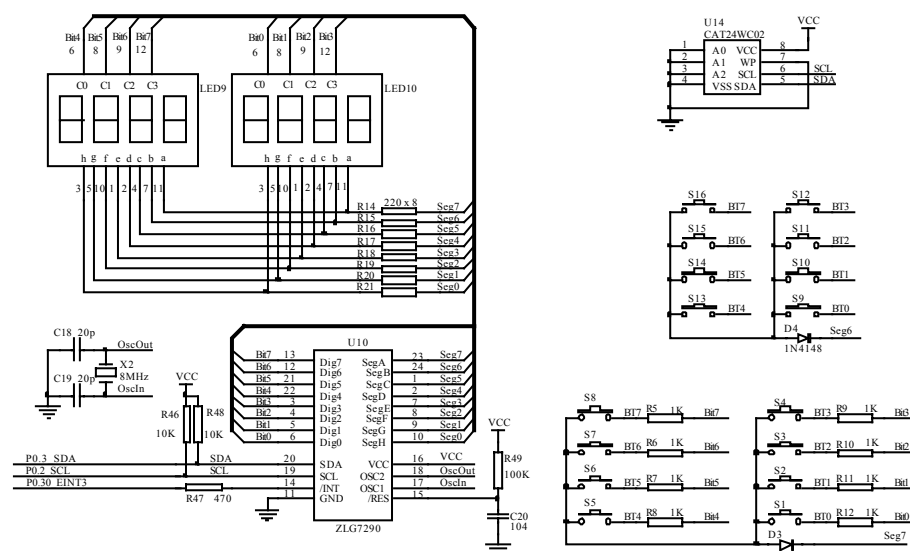 Bit4 Bit5 Bit6 Bit7
6 8 9 12
Bit0 Bit1 Bit2 Bit3
6 8 9 12
C0 C1 C2 C3
LED9
C0 C1 C2 C3
LED10
h g f e d c b a
h g f e d c b a
3 5 10 1 2 4 7 11
3 5 10 1 2 4 7 11
220 x 8
R14 Seg7
R15 Seg6
R16 Seg5
R17 Seg4
R18 Seg3
R19 Seg2
R20 Seg1
R21 Seg0
U14
CAT24WC02
VCC
1 A0 VCC 8
2 A1 WP 7
3 A2 SCL 6 SCL
4 VSS SDA 5 SDA
S16 BT7
S12 BT3
S15 BT6
S11 BT2
S14 BT5
S10 BT1
S13 BT4
S9 BT0
D4 Seg6
1N4148
C18 20p
OscOut
X2
8MHz
C19 20p
OscIn
VCC
R46
10K
R48
10K
U10
Bit7 13 Dig7 SegA 23 Seg7
Bit6 12 Dig6 SegB 24 Seg6
Bit5 21 Dig5 SegC 1 Seg5
Bit4 22 Dig4 SegD 2 Seg4
Bit3 3 Dig3 SegE 7 Seg3
Bit2 4 Dig2 SegF 8 Seg2
Bit1 5 Dig1 SegG 9 Seg1
Bit0 6 Dig0 SegH 10 Seg0
P0.3 SDA SDA 20 SDA VCC 16 VCC
P0.2 SCL SCL 19 SCL OSC2 18 OscOut
P0.30 EINT3 14 /INT OSC1 17 OscIn
R47 470
11 GND /RES 15
ZLG7290
VCC
R49
100K
C20
104
S8 BT7 R5 1K Bit7
S4 BT3 R9 1K Bit3
S7 BT6 R6 1K Bit6
S3 BT2 R10 1K Bit2
S6 BT5 R7 1K Bit5
S2 BT1 R11 1K Bit1
S5 BT4 R8 1K Bit4
S1 BT0 R12 1K Bit0
D3 Seg7